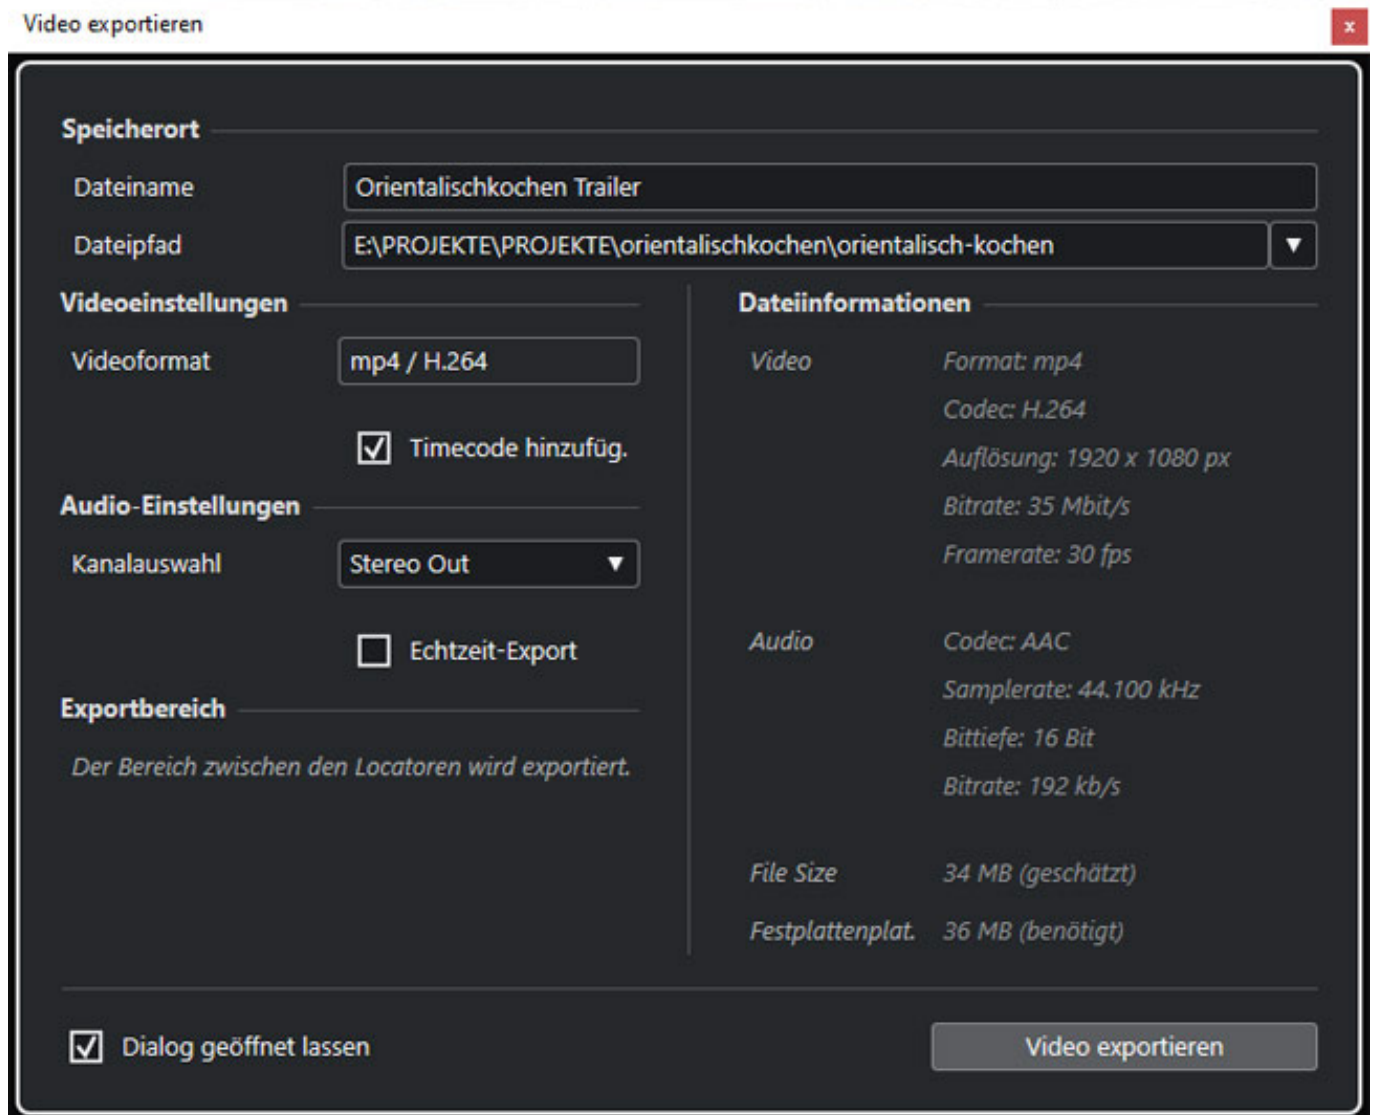 Video exportieren
x
Speicherort
Dateiname Orientalischkochen Trailer
Dateipfad E:\PROJEKTE\PROJEKTE\orientalischkochen\orientalisch-kochen
Videoeinstellungen
Videoformat mp4 / H.264
Timecode hinzufüg.
Audio-Einstellungen
Kanalauswahl Stereo Out
Echtzeit-Export
Exportbereich
Der Bereich zwischen den Locatoren wird exportiert.
Dateiinformationen
Video Format: mp4
Codec: H.264
Auflösung: 1920 x 1080 px
Bitrate: 35 Mbit/s
Framerate: 30 fps
Audio Codec: AAC
Samplerate: 44.100 kHz
Bittiefe: 16 Bit
Bitrate: 192 kb/s
File Size 34 MB (geschätzt)
Festplattenplat. 36 MB (benötigt)
Dialog geöffnet lassen
Video exportieren